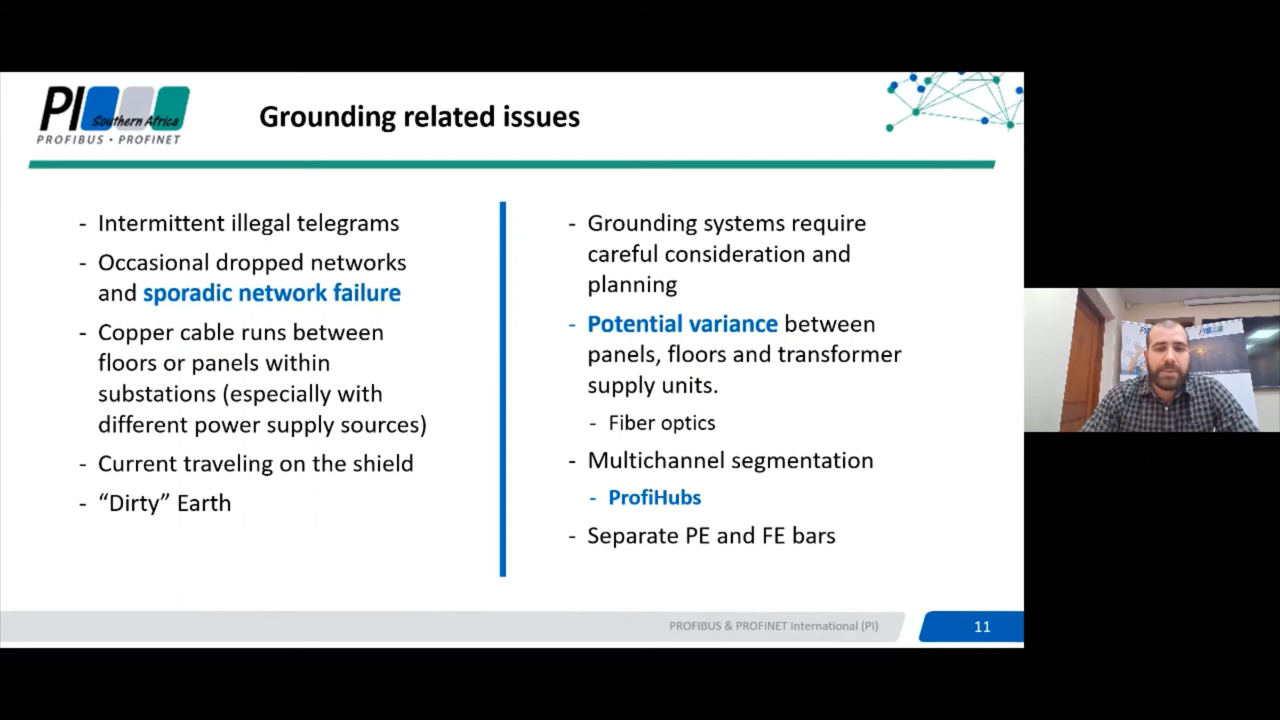 PI
Southern Africa
PROFIBUS • PROFINET
Grounding related issues
- Intermittent illegal telegrams
- Occasional dropped networks
and sporadic network failure
- Copper cable runs between
floors or panels within
substations (especially with
different power supply sources)
- Current traveling on the shield
- “Dirty” Earth
- Grounding systems require
careful consideration and
planning
- Potential variance between
panels, floors and transformer
supply units.
- Fiber optics
- Multichannel segmentation
- ProfiHubs
- Separate PE and FE bars
PROFIBUS & PROFINET International (PI)
11